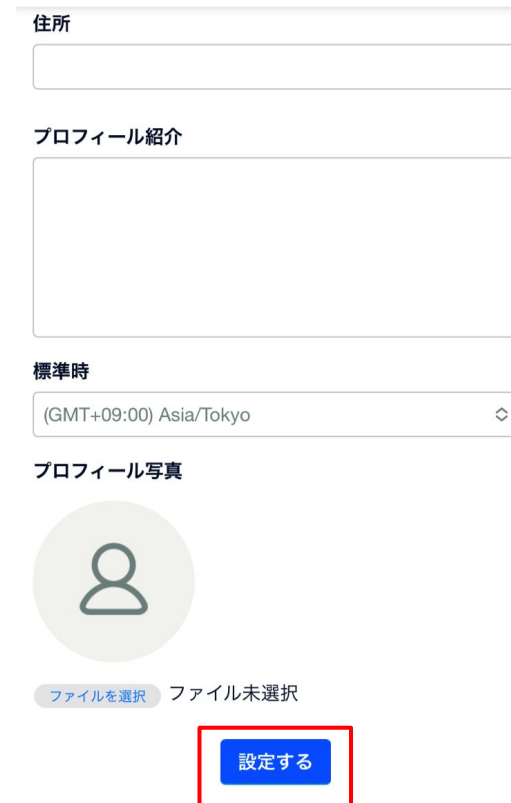 住所
プロフィール紹介
標準時
(GMT+09:00) Asia/Tokyo
プロフィール写真
ファイルを選択 ファイル未選択
設定する